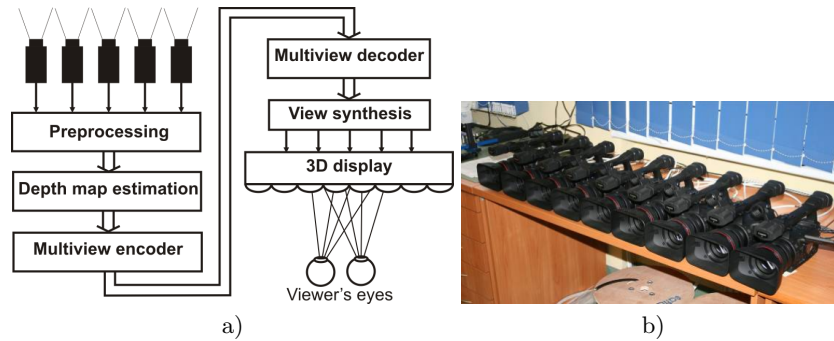 Preprocessing
Depth map estimation
Multiview encoder
Multiview decoder
View synthesis
3D display
Viewer's eyes
a)
b)